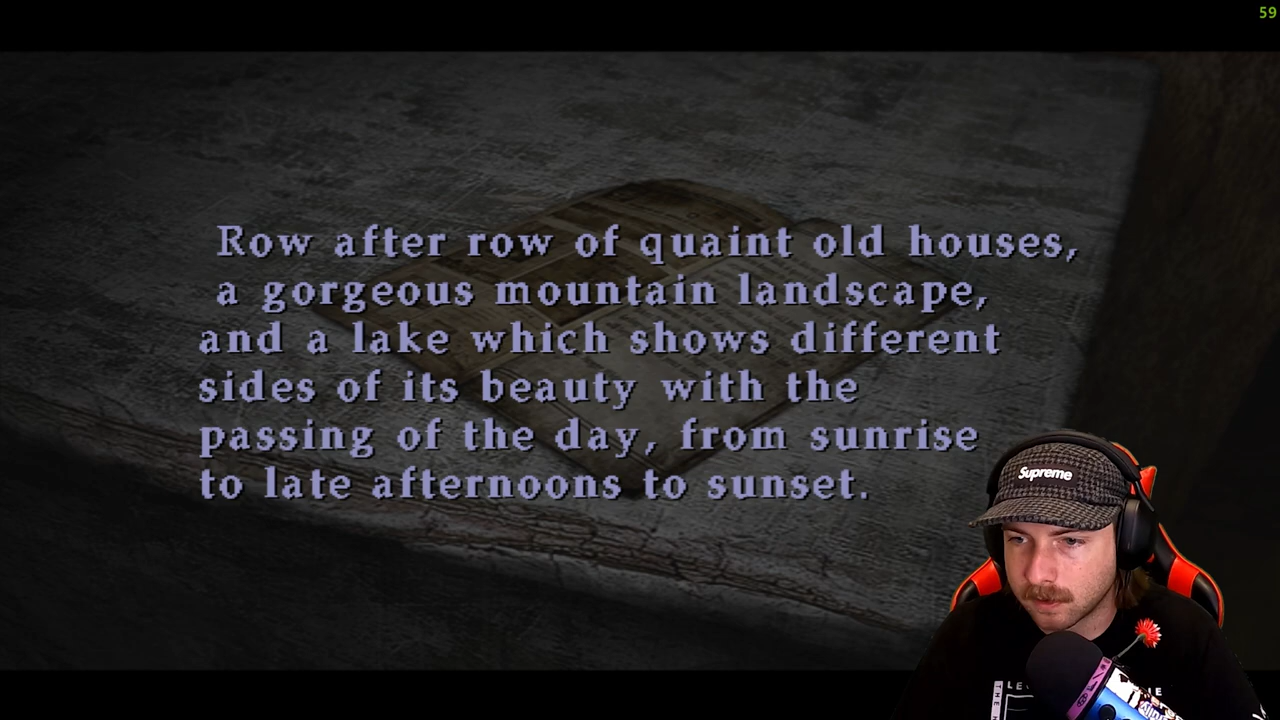 59
Row after row of quaint old houses,
a gorgeous mountain landscape,
and a lake which shows different
sides of its beauty with the
passing of the day, from sunrise
to late afternoons to sunset.
Supreme